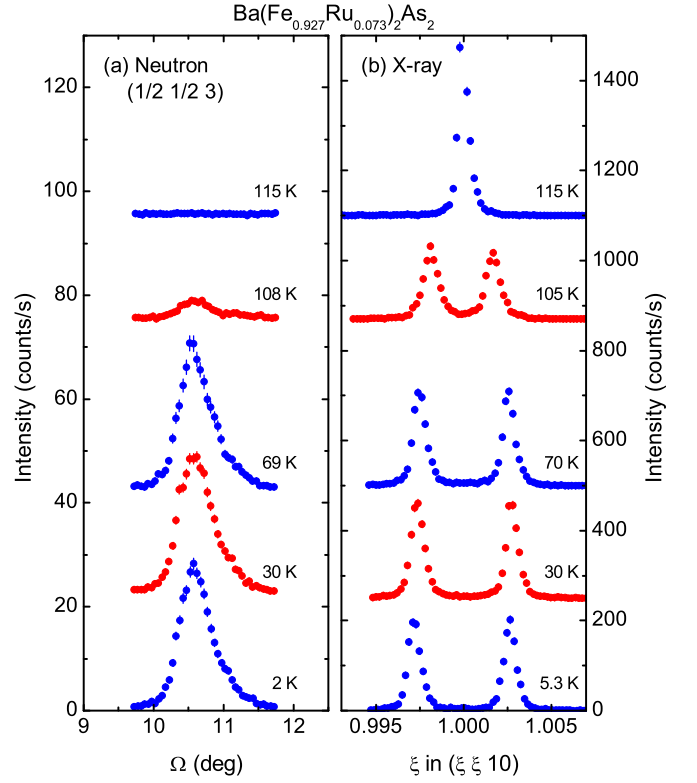 Ba(Fe0.927Ru0.073)2As2
(a) Neutron
(1/2 1/2 3)
(b) X-ray
Intensity (counts/s)
120
100
80
60
40
20
0
115 K
108 K
69 K
30 K
2 K
9
10
11
12
Ω (deg)
115 K
105 K
70 K
30 K
5.3 K
1400
1200
1000
800
600
400
200
0
Intensity (counts/s)
0.995
1.000
1.005
ξ in (ξ ξ 10)